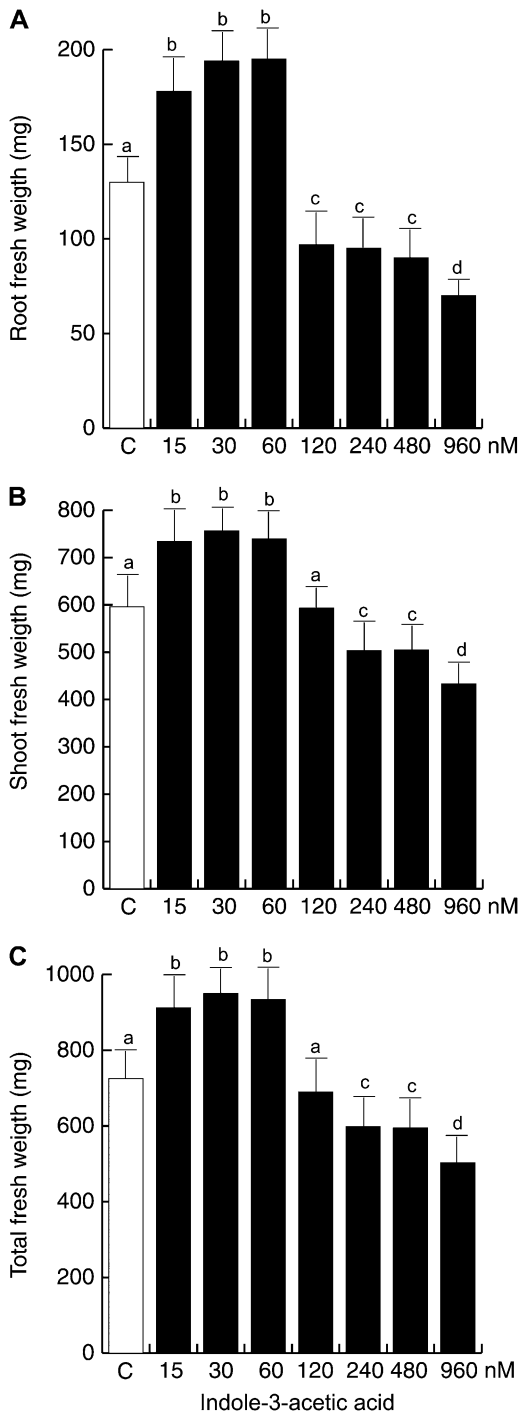 A
Root fresh weigth (mg)
200
150
100
50
0
a
b
b
b
c
c
c
d
C 15 30 60 120 240 480 960 nM
B
Shoot fresh weigth (mg)
800
700
600
500
400
300
200
100
0
a
b
b
b
a
c
c
d
C 15 30 60 120 240 480 960 nM
C
Total fresh weigth (mg)
1000
800
600
400
200
0
a
b
b
b
a
c
c
d
C 15 30 60 120 240 480 960 nM
Indole-3-acetic acid